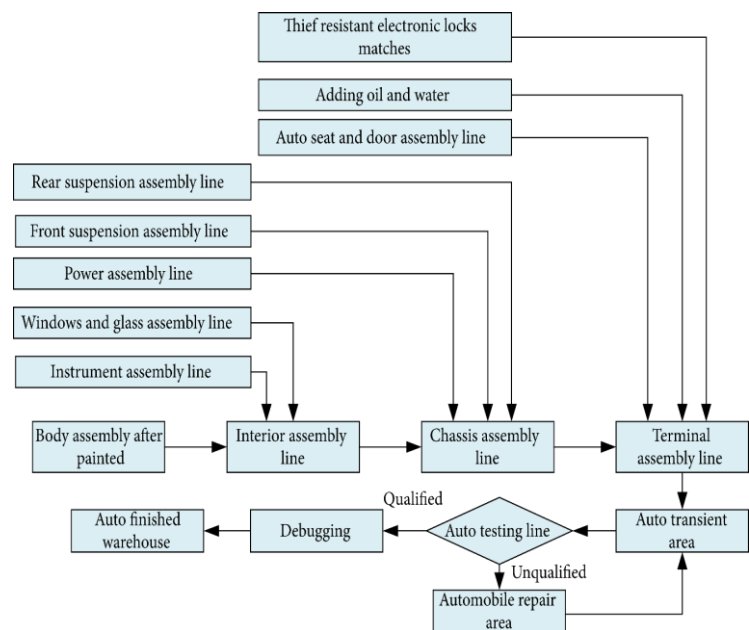 Thief resistant electronic locks
matches
Adding oil and water
Auto seat and door assembly line
Rear suspension assembly line
Front suspension assembly line
Power assembly line
Windows and glass assembly line
Instrument assembly line
Body assembly after
painted
Interior assembly
line
Chassis assembly
line
Terminal
assembly line
Qualified
Auto finished
warehouse
Debugging
Auto testing line
Auto transient
area
Unqualified
Automobile repair
area